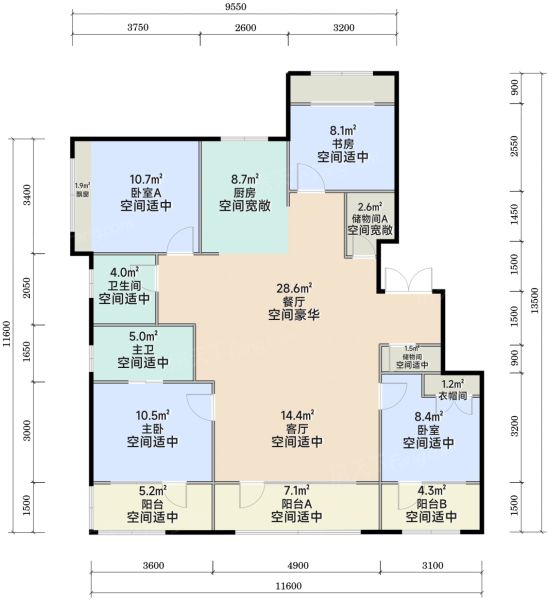 9550
3750 2600 3200
900
2550
1450
1500
1500
900
3200
1500
13500
11600
3400
2050
1650
3000
1500
8.1㎡
书房
空间适中
1.9㎡
飘窗
10.7㎡
卧室A
空间适中
8.7㎡
厨房
空间宽敞
2.6㎡
储物间A
空间宽敞
4.0㎡
卫生间
空间适中
28.6㎡
餐厅
空间豪华
5.0㎡
主卫
空间适中
1.5㎡
储物间
空间适中
1.2㎡
衣帽间
10.5㎡
主卧
空间适中
14.4㎡
客厅
空间适中
8.4㎡
卧室
空间适中
5.2㎡
阳台
空间适中
7.1㎡
阳台A
空间适中
4.3㎡
阳台B
空间适中
3600 4900 3100
11600